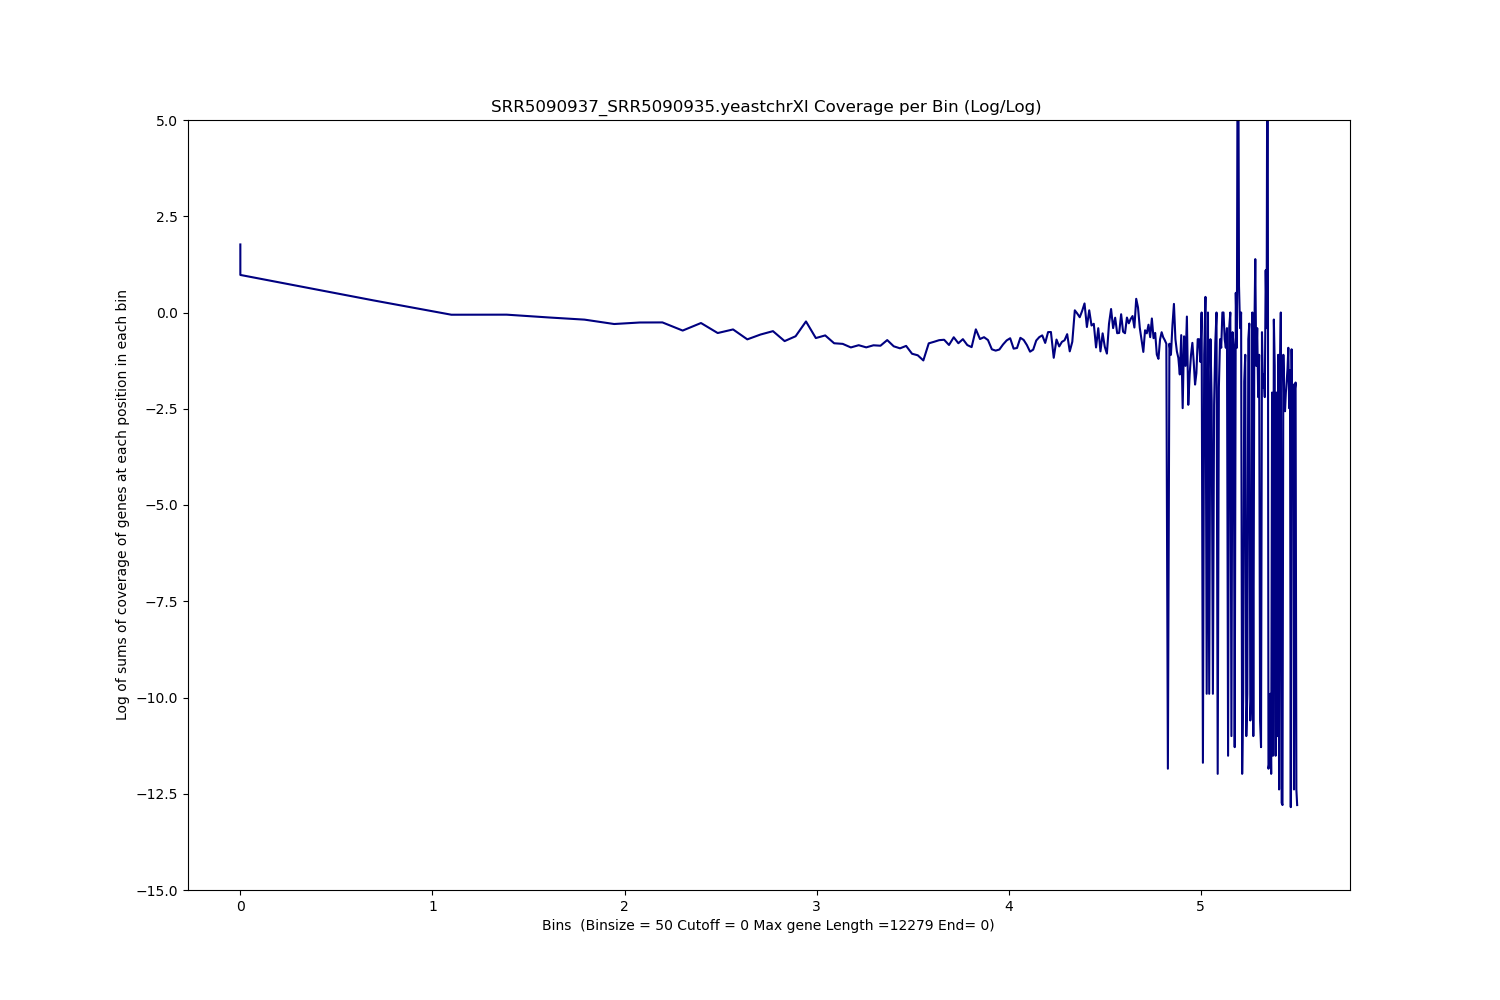 SRR5090937_SRR5090935.yeastchrXI Coverage per Bin (Log/Log)
5.0
2.5
0.0
−2.5
−5.0
−7.5
−10.0
−12.5
−15.0
Log of sums of coverage of genes at each position in each bin
0 1 2 3 4 5
Bins  (Binsize = 50 Cutoff = 0 Max gene Length =12279 End= 0)